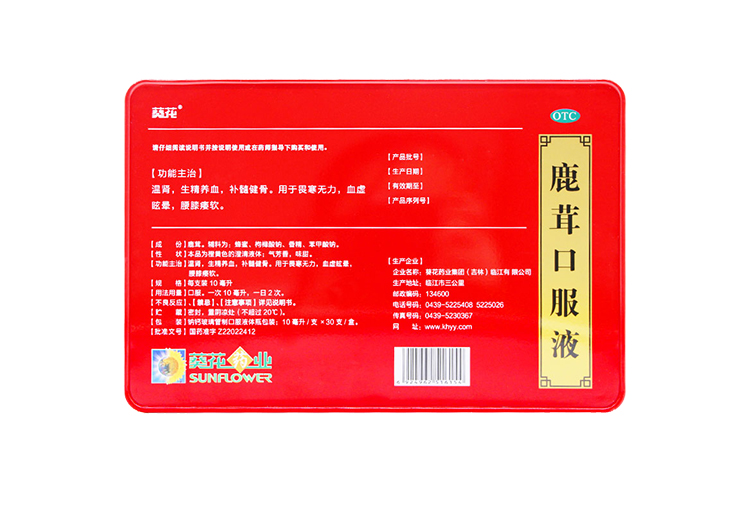 葵花®
OTC
请仔细阅读说明书并按说明使用或在药师指导下购买和使用。
【功能主治】
温肾，生精养血，补髓健骨。用于畏寒无力，血虚
眩晕，腰膝痿软。
【产品批号】
【生产日期】
【有效期至】
【产品序列号】
鹿茸口服液
【成 份】鹿茸。辅料为：蜂蜜、枸橼酸钠、香精、苯甲酸钠。
【性 状】本品为橙黄色的澄清液体；气芳香，味甜。
【功能主治】温肾，生精养血，补髓健骨。用于畏寒无力，血虚眩晕，
腰膝痿软。
【规 格】每支装 10 毫升
【用法用量】口服。一次 10 毫升，一日 2 次。
【不良反应】、【禁忌】、【注意事项】详见说明书。
【贮 藏】密封，置阴凉处（不超过 20℃）。
【包 装】钠钙玻璃管制口服液体瓶包装；10 毫升/支×30支/盒。
【批准文号】国药准字 Z22022412
【生产企业】
企业名称：葵花药业集团（吉林）临江有限公司
生产地址：临江市三公里
邮政编码：134600
电话号码：0439-5225408 5225026
传真号码：0439-5230367
网 址：www.khyy.com
葵花药业
SUNFLOWER